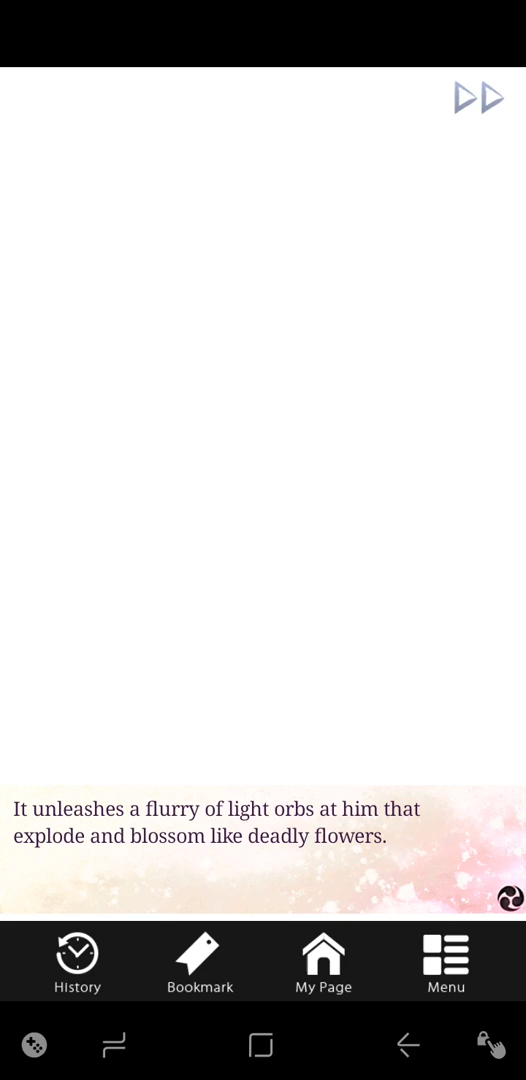 It unleashes a flurry of light orbs at him that
explode and blossom like deadly flowers.
History
Bookmark
My Page
Menu